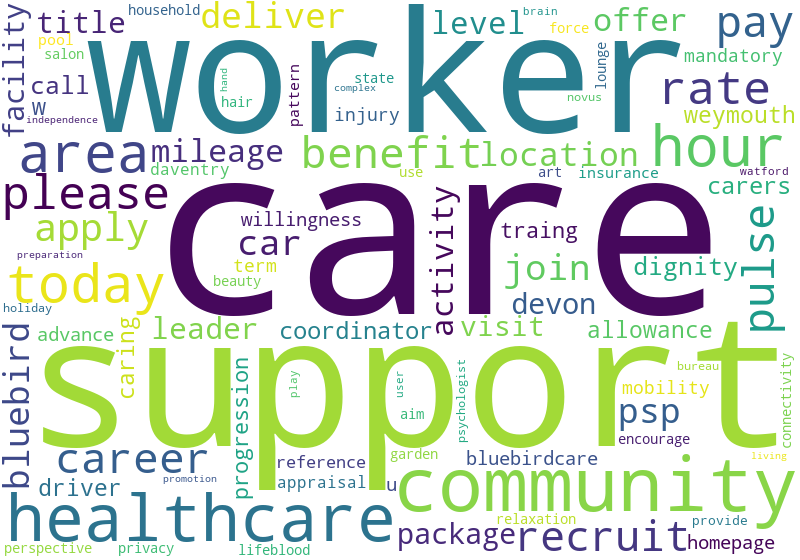 household
brain
title
deliver
level
force
offer
pay
pool
worker
salon
facility
lounge
mandatory
call
hand
state
complex
rate
W
hair
pattern
novus
independence
injury
weymouth
area
mileage
benefit
location
hour
daventry
use
art
insurance
watford
please
care
carers
willingness
activity
traing
pulse
apply
car
preparation
term
join
dignity
today
beauty
devon
holiday
advance
caring
leader
coordinator
visit
allowance
bluebird
support
progression
play
user
psychologist
bureau
mobility
connectivity
aim
psp
encourage
career
reference
garden
bluebirdcare
living
driver
promotion
appraisal
u
community
healthcare
package
relaxation
recruit
provide
homepage
perspective
privacy
lifeblood